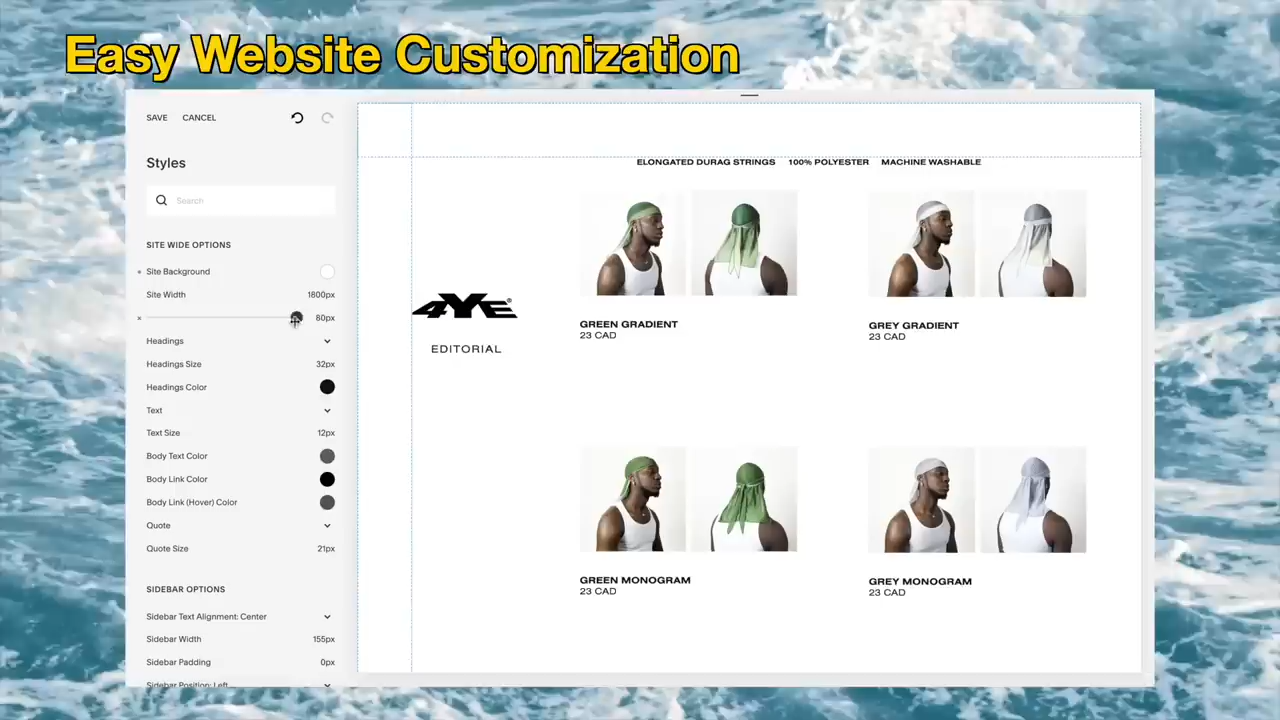 Easy Website Customization
SAVE CANCEL
Styles
Search
SITE WIDE OPTIONS
Site Background
Site Width 1800px
80px
Headings
Headings Size 32px
Headings Color
Text
Text Size 12px
Body Text Color
Body Link Color
Body Link (Hover) Color
Quote
Quote Size 21px
SIDEBAR OPTIONS
Sidebar Text Alignment: Center
Sidebar Width 155px
Sidebar Padding 0px
Sidebar Position: Left
ELONGATED DURAG STRINGS 100% POLYESTER MACHINE WASHABLE
4YE®
EDITORIAL
GREEN GRADIENT
23 CAD
GREY GRADIENT
23 CAD
GREEN MONOGRAM
23 CAD
GREY MONOGRAM
23 CAD